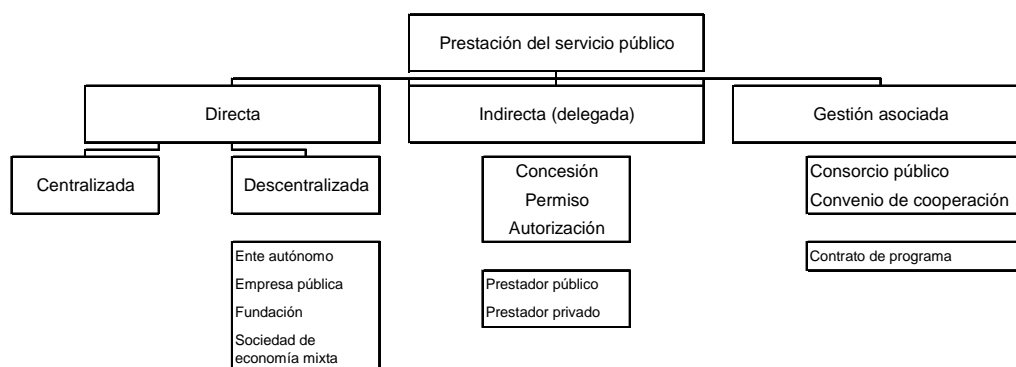 Prestación del servicio público
Directa
Indirecta (delegada)
Gestión asociada
Centralizada
Descentralizada
Concesión
Permiso
Autorización
Consorcio público
Convenio de cooperación
Ente autónomo
Empresa pública
Fundación
Sociedad de
economía mixta
Prestador público
Prestador privado
Contrato de programa